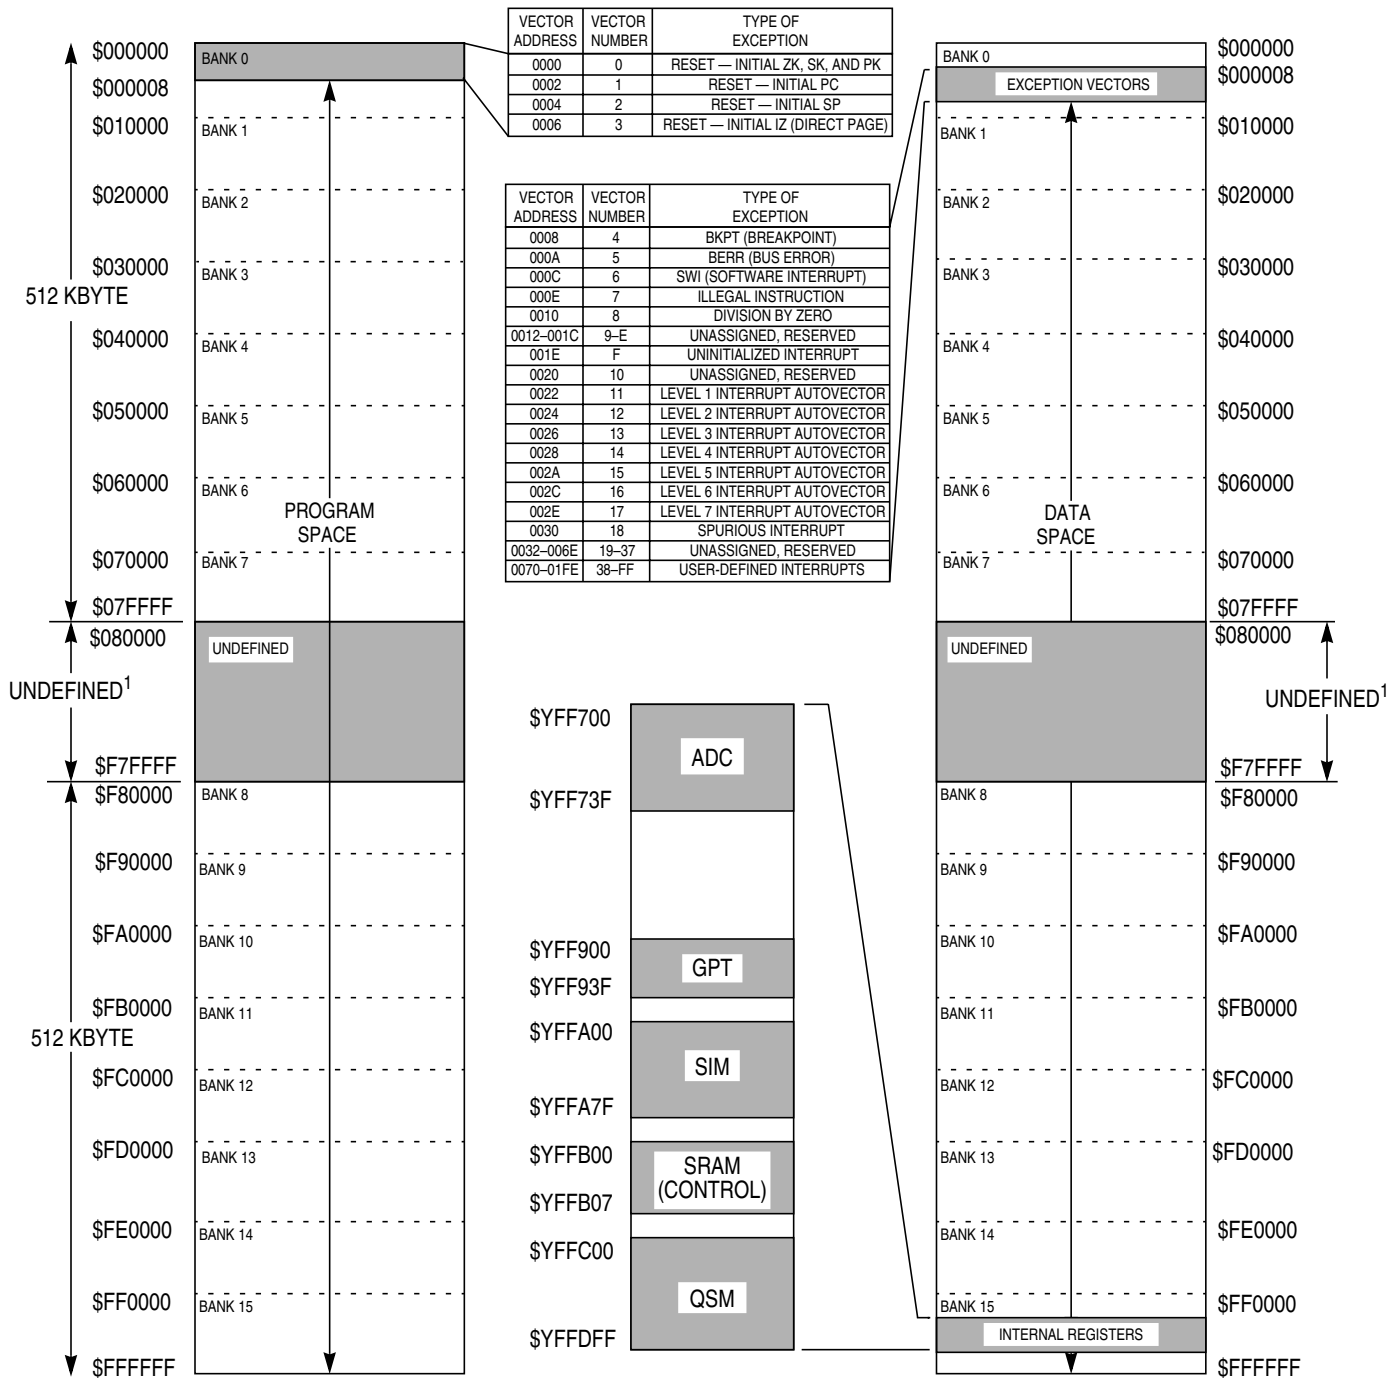 VECTOR ADDRESS VECTOR NUMBER TYPE OF EXCEPTION
0000 0 RESET — INITIAL ZK, SK, AND PK
0002 1 RESET — INITIAL PC
0004 2 RESET — INITIAL SP
0006 3 RESET — INITIAL IZ (DIRECT PAGE)
VECTOR ADDRESS VECTOR NUMBER TYPE OF EXCEPTION
0008 4 BKPT (BREAKPOINT)
000A 5 BERR (BUS ERROR)
000C 6 SWI (SOFTWARE INTERRUPT)
000E 7 ILLEGAL INSTRUCTION
0010 8 DIVISION BY ZERO
0012–001C 9–E UNASSIGNED, RESERVED
001E F UNINITIALIZED INTERRUPT
0020 10 UNASSIGNED, RESERVED
0022 11 LEVEL 1 INTERRUPT AUTOVECTOR
0024 12 LEVEL 2 INTERRUPT AUTOVECTOR
0026 13 LEVEL 3 INTERRUPT AUTOVECTOR
0028 14 LEVEL 4 INTERRUPT AUTOVECTOR
002A 15 LEVEL 5 INTERRUPT AUTOVECTOR
002C 16 LEVEL 6 INTERRUPT AUTOVECTOR
002E 17 LEVEL 7 INTERRUPT AUTOVECTOR
0030 18 SPURIOUS INTERRUPT
0032–006E 19–37 UNASSIGNED, RESERVED
0070–01FE 38–FF USER-DEFINED INTERRUPTS
$000000 BANK 0
$000008
$010000 BANK 1
$020000 BANK 2
$030000 BANK 3
512 KBYTE
$040000 BANK 4
$050000 BANK 5
$060000 BANK 6
PROGRAM
SPACE
$070000 BANK 7
$07FFFF
$080000 UNDEFINED
UNDEFINED1
$F7FFFF
$F80000 BANK 8
$F90000 BANK 9
$FA0000 BANK 10
$FB0000 BANK 11
512 KBYTE
$FC0000 BANK 12
$FD0000 BANK 13
$FE0000 BANK 14
$FF0000 BANK 15
$FFFFFF
$YFF700
ADC
$YFF73F
$YFF900
GPT
$YFF93F
$YFFA00
SIM
$YFFA7F
$YFFB00
SRAM
(CONTROL)
$YFFB07
$YFFC00
QSM
$YFFDFF
BANK 0 $000000
EXCEPTION VECTORS $000008
BANK 1 $010000
BANK 2 $020000
BANK 3 $030000
BANK 4 $040000
BANK 5 $050000
BANK 6 $060000
DATA
SPACE
BANK 7 $070000
$07FFFF
UNDEFINED $080000
UNDEFINED1
$F7FFFF
BANK 8 $F80000
BANK 9 $F90000
BANK 10 $FA0000
BANK 11 $FB0000
BANK 12 $FC0000
BANK 13 $FD0000
BANK 14 $FE0000
BANK 15 $FF0000
INTERNAL REGISTERS
$FFFFFF